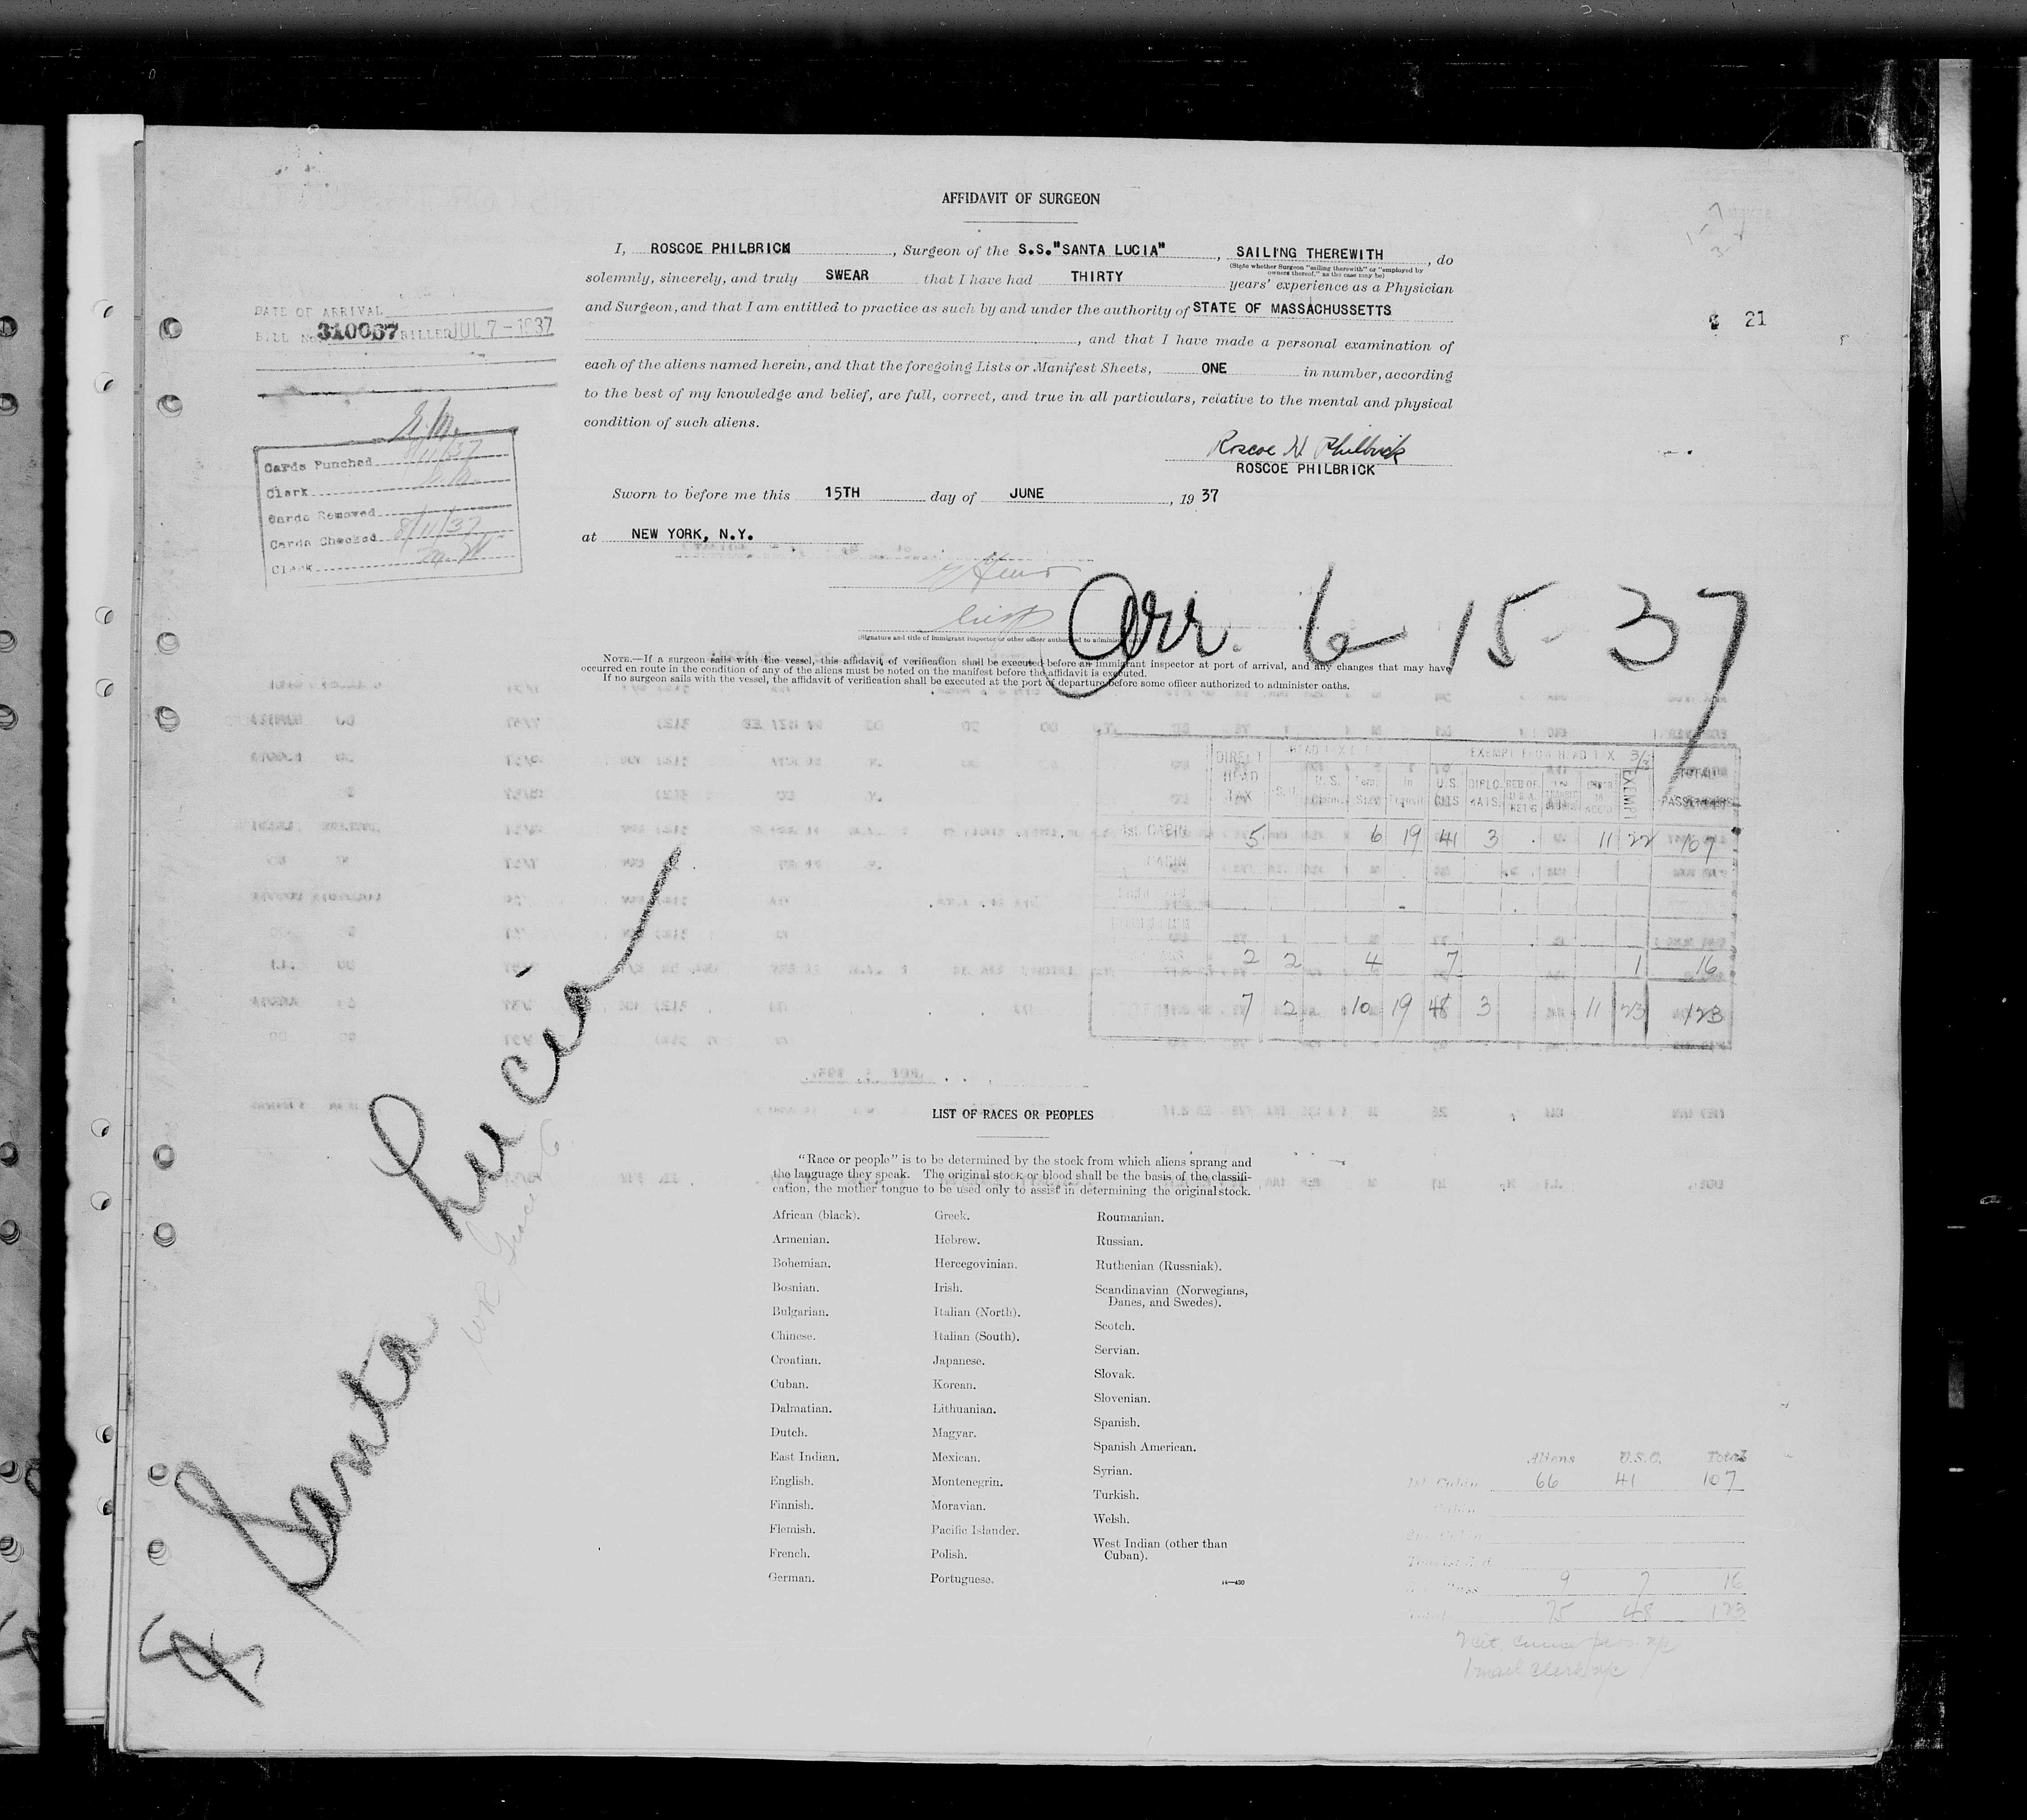 AFFIDAVIT OF SURGEON
I, ROSCOE PHILBRICK, Surgeon of the S.S."SANTA LUCIA", SAILING THEREWITH, do
(State whether Surgeon "sailing therewith" or "employed by owners thereof," as the case may be)
solemnly, sincerely, and truly SWEAR that I have had THIRTY years' experience as a Physician
and Surgeon, and that I am entitled to practice as such by and under the authority of STATE OF MASSACHUSSETTS
, and that I have made a personal examination of
each of the aliens named herein, and that the foregoing Lists or Manifest Sheets, ONE in number, according
to the best of my knowledge and belief, are full, correct, and true in all particulars, relative to the mental and physical
condition of such aliens.
Roscoe H Philbrick
ROSCOE PHILBRICK
Sworn to before me this 15TH day of JUNE, 1937
at NEW YORK, N.Y.
(Signature and title of immigrant inspector or other officer authorized to administer
NOTE.—If a surgeon sails with the vessel, this affidavit of verification shall be executed before an immigrant inspector at port of arrival, and any changes that may have
occurred en route in the condition of any of the aliens must be noted on the manifest before the affidavit is executed.
If no surgeon sails with the vessel, the affidavit of verification shall be executed at the port of departure before some officer authorized to administer oaths.
DATE OF ARRIVAL
BILL No. 310067 BILLED JUL 7-1937
Cards Punched 8/11/37
Clerk
Cards Removed
Cards Checked 8/11/37
Clerk
21
Arr. 6-15-37
Santa Lucia
WR Grace
DIRECT HEAD TAX U.S. CITS DIPLOMATS EXEMPT TOTAL PASSENGERS
EXEMPT FROM HEAD TAX
1st CABIN 5 6 19 41 3 11 22 107
2 2 4 7 1 16
7 2 10 19 48 3 11 23 123
LIST OF RACES OR PEOPLES
"Race or people" is to be determined by the stock from which aliens sprang and
the language they speak. The original stock or blood shall be the basis of the classifi-
cation, the mother tongue to be used only to assist in determining the original stock.
African (black).
Armenian.
Bohemian.
Bosnian.
Bulgarian.
Chinese.
Croatian.
Cuban.
Dalmatian.
Dutch.
East Indian.
English.
Finnish.
Flemish.
French.
German.
Greek.
Hebrew.
Hercegovinian.
Irish.
Italian (North).
Italian (South).
Japanese.
Korean.
Lithuanian.
Magyar.
Mexican.
Montenegrin.
Moravian.
Pacific Islander.
Polish.
Portuguese.
Roumanian.
Russian.
Ruthenian (Russniak).
Scandinavian (Norwegians,
Danes, and Swedes).
Scotch.
Servian.
Slovak.
Slovenian.
Spanish.
Spanish American.
Syrian.
Turkish.
Welsh.
West Indian (other than
Cuban).
14—430
Aliens U.S.C. Total
1st Cabin 66 41 107
9 7 16
Total 75 48 123